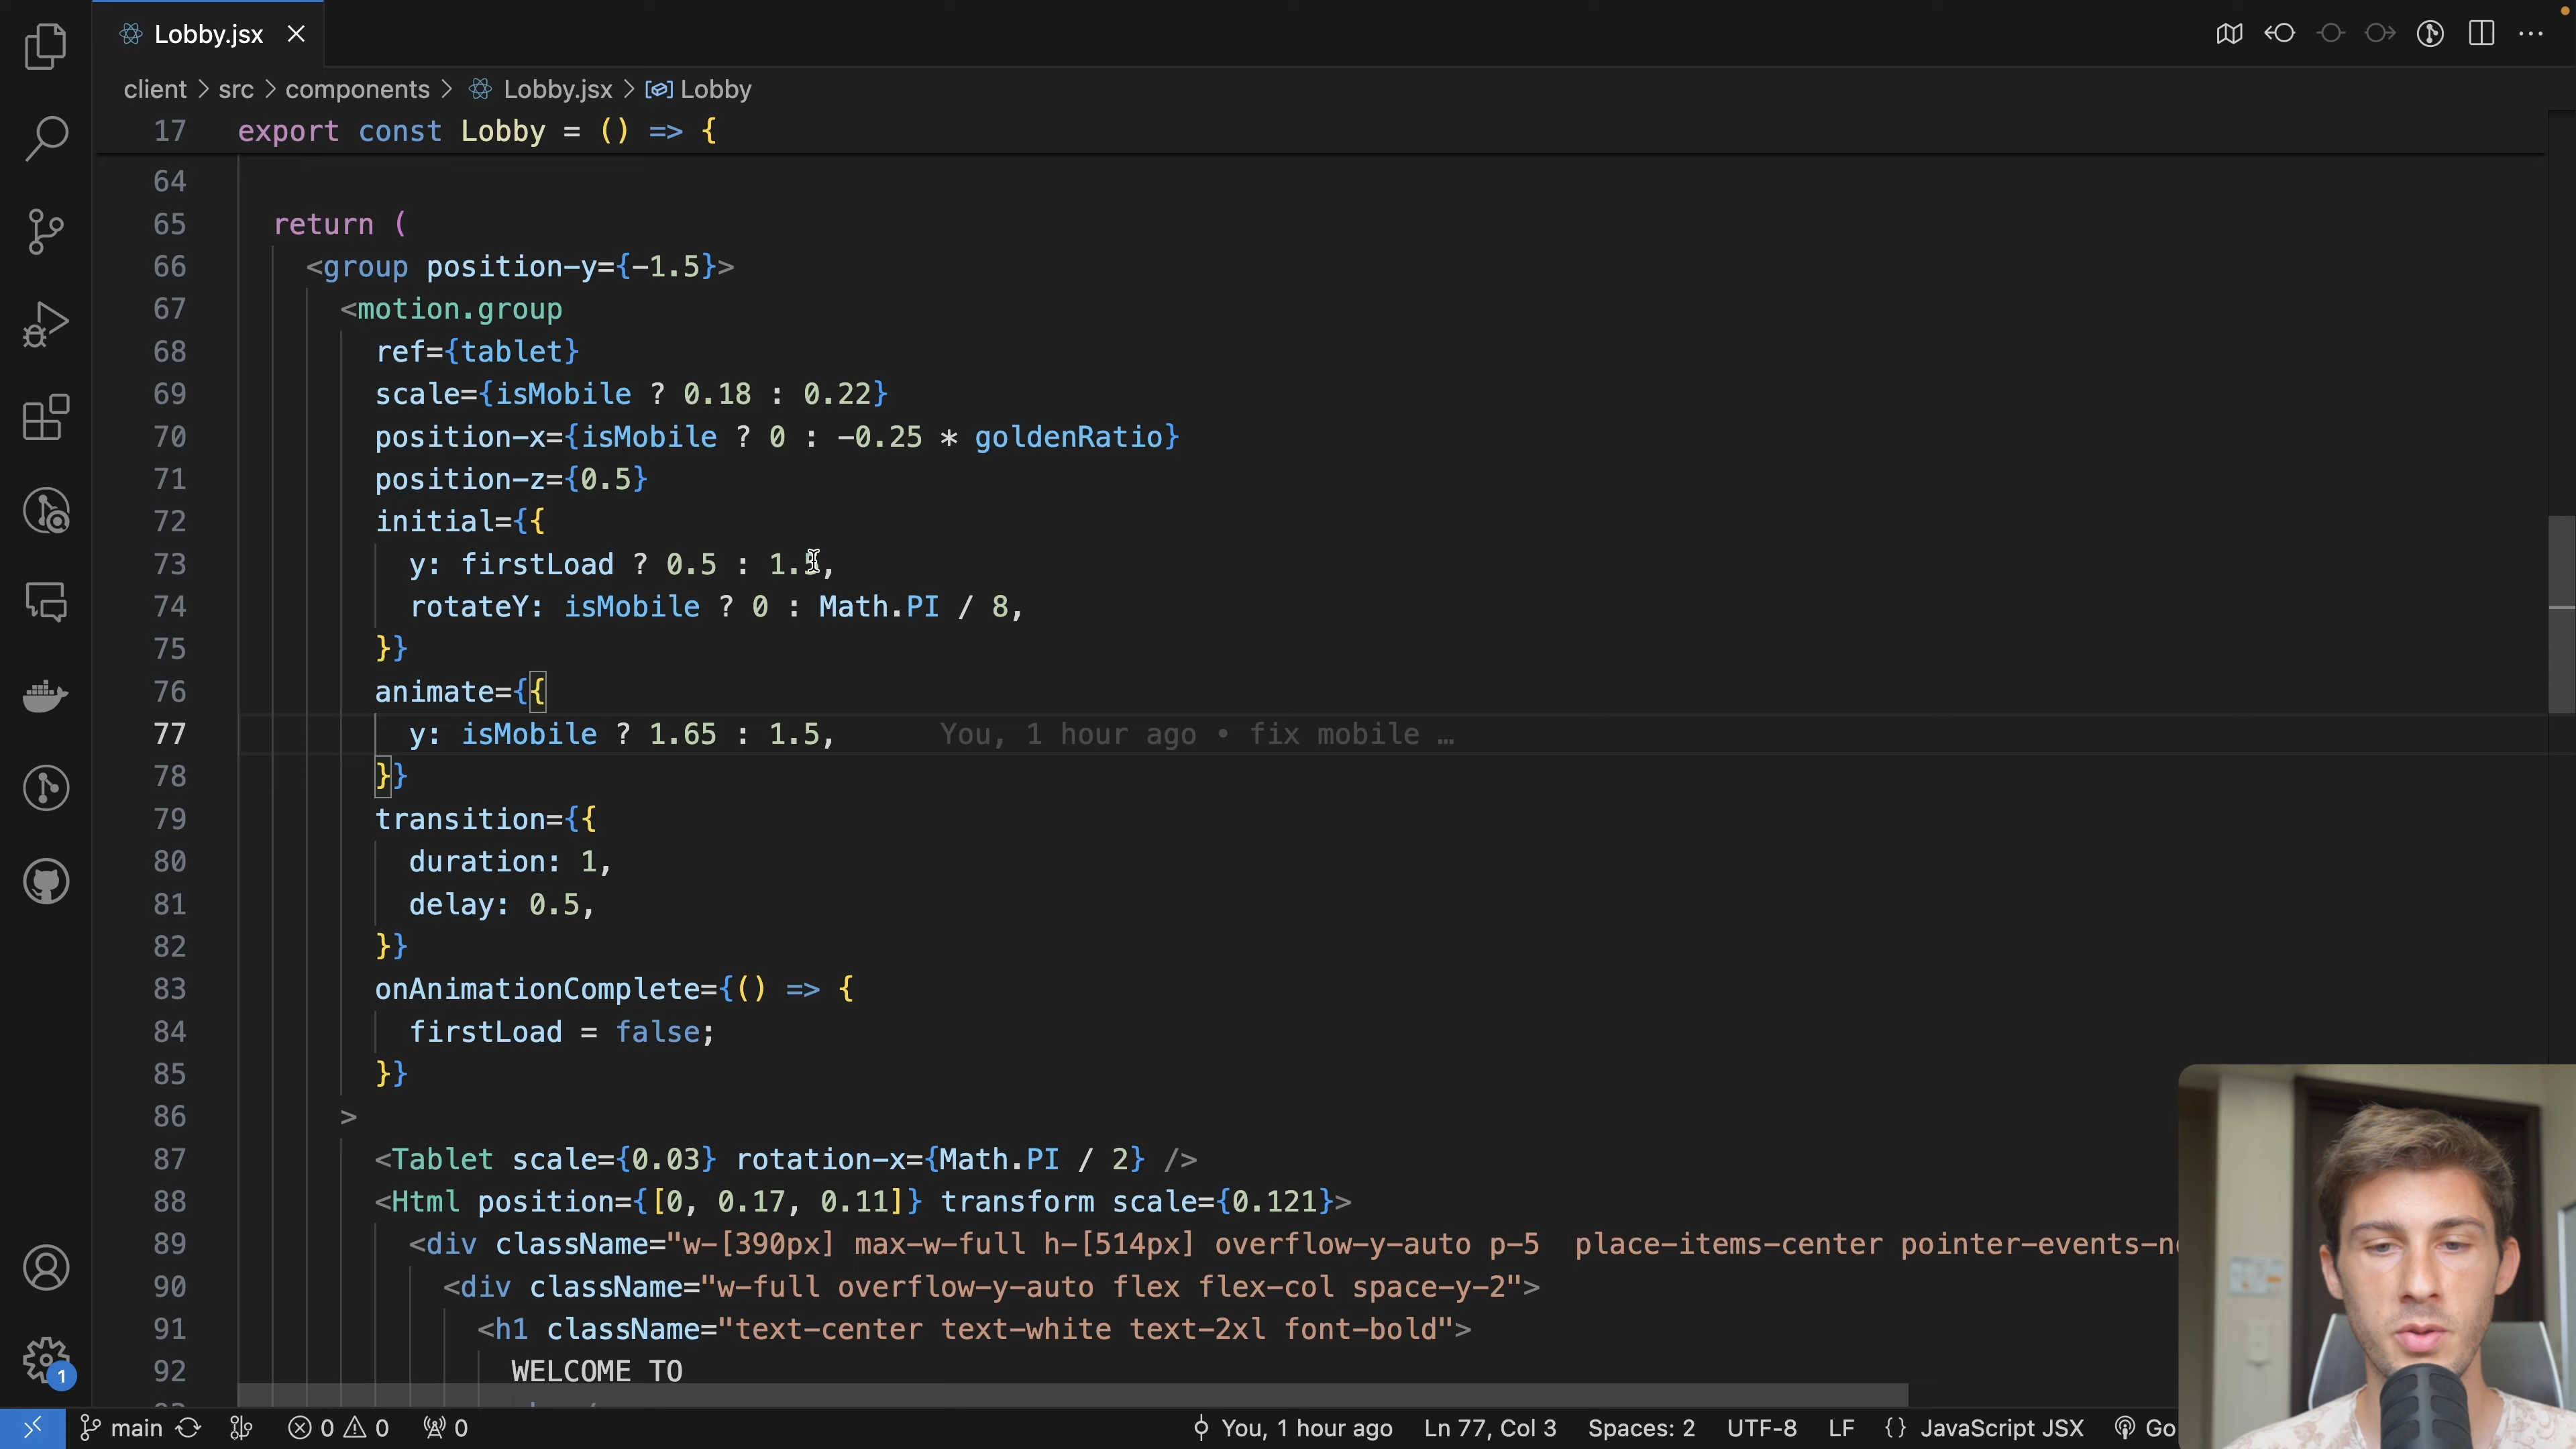 Lobby.jsx
client > src > components > Lobby.jsx > Lobby
17 export const Lobby = () => {
64
65 return (
66 <group position-y={-1.5}>
67 <motion.group
68 ref={tablet}
69 scale={isMobile ? 0.18 : 0.22}
70 position-x={isMobile ? 0 : -0.25 * goldenRatio}
71 position-z={0.5}
72 initial={{
73 y: firstLoad ? 0.5 : 1.5,
74 rotateY: isMobile ? 0 : Math.PI / 8,
75 }}
76 animate={{
77 y: isMobile ? 1.65 : 1.5, You, 1 hour ago • fix mobile …
78 }}
79 transition={{
80 duration: 1,
81 delay: 0.5,
82 }}
83 onAnimationComplete={() => {
84 firstLoad = false;
85 }}
86 >
87 <Tablet scale={0.03} rotation-x={Math.PI / 2} />
88 <Html position={[0, 0.17, 0.11]} transform scale={0.121}>
89 <div className="w-[390px] max-w-full h-[514px] overflow-y-auto p-5 place-items-center
90 <div className="w-full overflow-y-auto flex flex-col space-y-2">
91 <h1 className="text-center text-white text-2xl font-bold">
92 WELCOME TO
1
main 0 0 0 You, 1 hour ago Ln 77, Col 3 Spaces: 2 UTF-8 LF {} JavaScript JSX Go